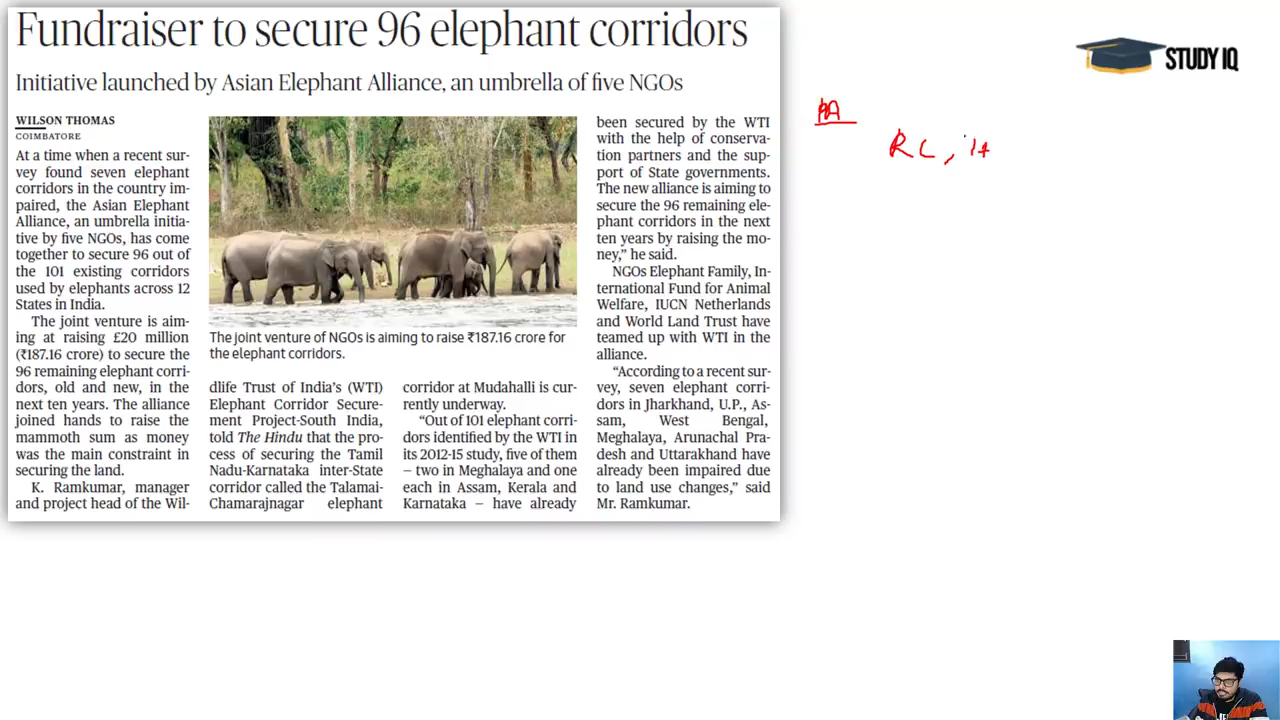 Fundraiser to secure 96 elephant corridors
Initiative launched by Asian Elephant Alliance, an umbrella of five NGOs
WILSON THOMAS
COIMBATORE
At a time when a recent sur-
vey found seven elephant
corridors in the country im-
paired, the Asian Elephant
Alliance, an umbrella initia-
tive by five NGOs, has come
together to secure 96 out of
the 101 existing corridors
used by elephants across 12
States in India.
The joint venture is aim-
ing at raising £20 million
(₹187.16 crore) to secure the
96 remaining elephant corri-
dors, old and new, in the
next ten years. The alliance
joined hands to raise the
mammoth sum as money
was the main constraint in
securing the land.
K. Ramkumar, manager
and project head of the Wil-
The joint venture of NGOs is aiming to raise ₹187.16 crore for
the elephant corridors.
dlife Trust of India's (WTI)
Elephant Corridor Secure-
ment Project-South India,
told The Hindu that the pro-
cess of securing the Tamil
Nadu-Karnataka inter-State
corridor called the Talamai-
Chamarajnagar elephant
corridor at Mudahalli is cur-
rently underway.
"Out of 101 elephant corri-
dors identified by the WTI in
its 2012-15 study, five of them
– two in Meghalaya and one
each in Assam, Kerala and
Karnataka – have already
been secured by the WTI
with the help of conserva-
tion partners and the sup-
port of State governments.
The new alliance is aiming to
secure the 96 remaining ele-
phant corridors in the next
ten years by raising the mo-
ney," he said.
NGOs Elephant Family, In-
ternational Fund for Animal
Welfare, IUCN Netherlands
and World Land Trust have
teamed up with WTI in the
alliance.
"According to a recent sur-
vey, seven elephant corri-
dors in Jharkhand, U.P., As-
sam, West Bengal,
Meghalaya, Arunachal Pra-
desh and Uttarakhand have
already been impaired due
to land use changes," said
Mr. Ramkumar.
STUDY IQ
RC,